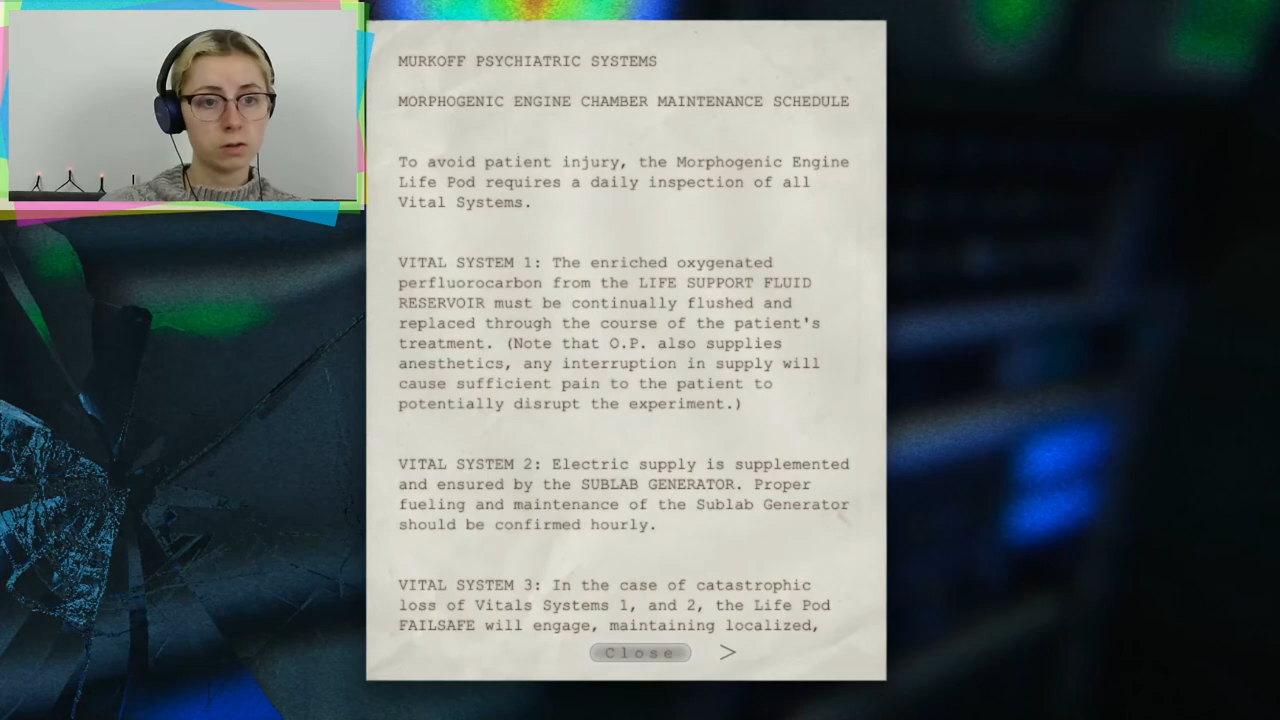 MURKOFF PSYCHIATRIC SYSTEMS
MORPHOGENIC ENGINE CHAMBER MAINTENANCE SCHEDULE
To avoid patient injury, the Morphogenic Engine
Life Pod requires a daily inspection of all
Vital Systems.
VITAL SYSTEM 1: The enriched oxygenated
perfluorocarbon from the LIFE SUPPORT FLUID
RESERVOIR must be continually flushed and
replaced through the course of the patient's
treatment. (Note that O.P. also supplies
anesthetics, any interruption in supply will
cause sufficient pain to the patient to
potentially disrupt the experiment.)
VITAL SYSTEM 2: Electric supply is supplemented
and ensured by the SUBLAB GENERATOR. Proper
fueling and maintenance of the Sublab Generator
should be confirmed hourly.
VITAL SYSTEM 3: In the case of catastrophic
loss of Vitals Systems 1, and 2, the Life Pod
FAILSAFE will engage, maintaining localized,
Close >